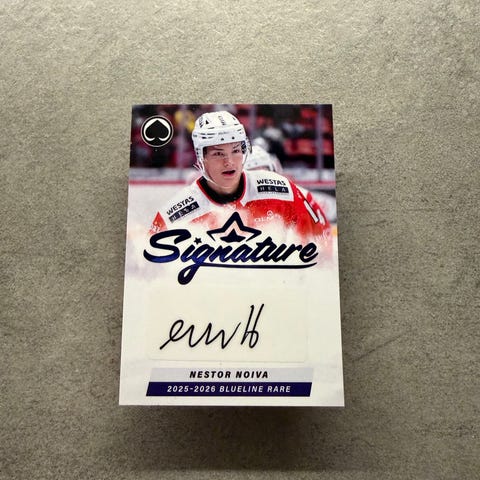 WESTAS
HELA
WESTAS
HELA
Signature
NESTOR NOIVA
2025-2026 BLUELINE RARE